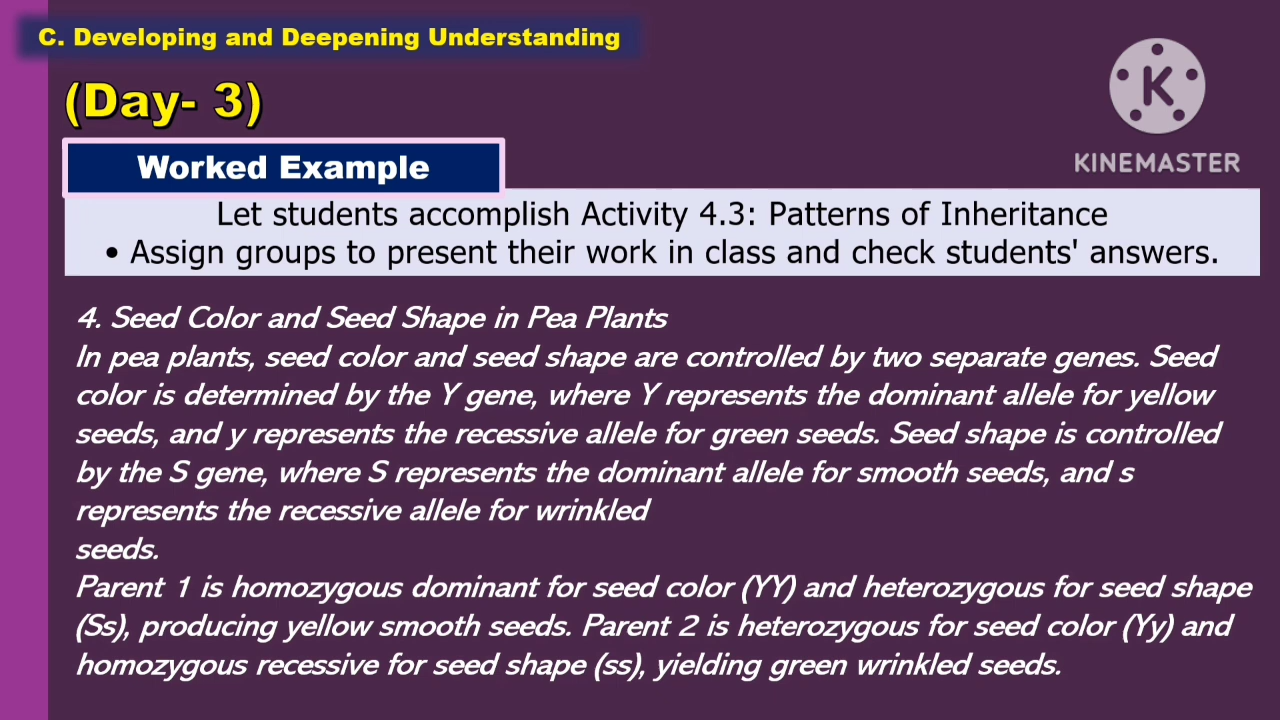 C. Developing and Deepening Understanding
(Day- 3)
KINEMASTER
Worked Example
Let students accomplish Activity 4.3: Patterns of Inheritance
• Assign groups to present their work in class and check students' answers.
4. Seed Color and Seed Shape in Pea Plants
In pea plants, seed color and seed shape are controlled by two separate genes. Seed
color is determined by the Y gene, where Y represents the dominant allele for yellow
seeds, and y represents the recessive allele for green seeds. Seed shape is controlled
by the S gene, where S represents the dominant allele for smooth seeds, and s
represents the recessive allele for wrinkled
seeds.
Parent 1 is homozygous dominant for seed color (YY) and heterozygous for seed shape
(Ss), producing yellow smooth seeds. Parent 2 is heterozygous for seed color (Yy) and
homozygous recessive for seed shape (ss), yielding green wrinkled seeds.